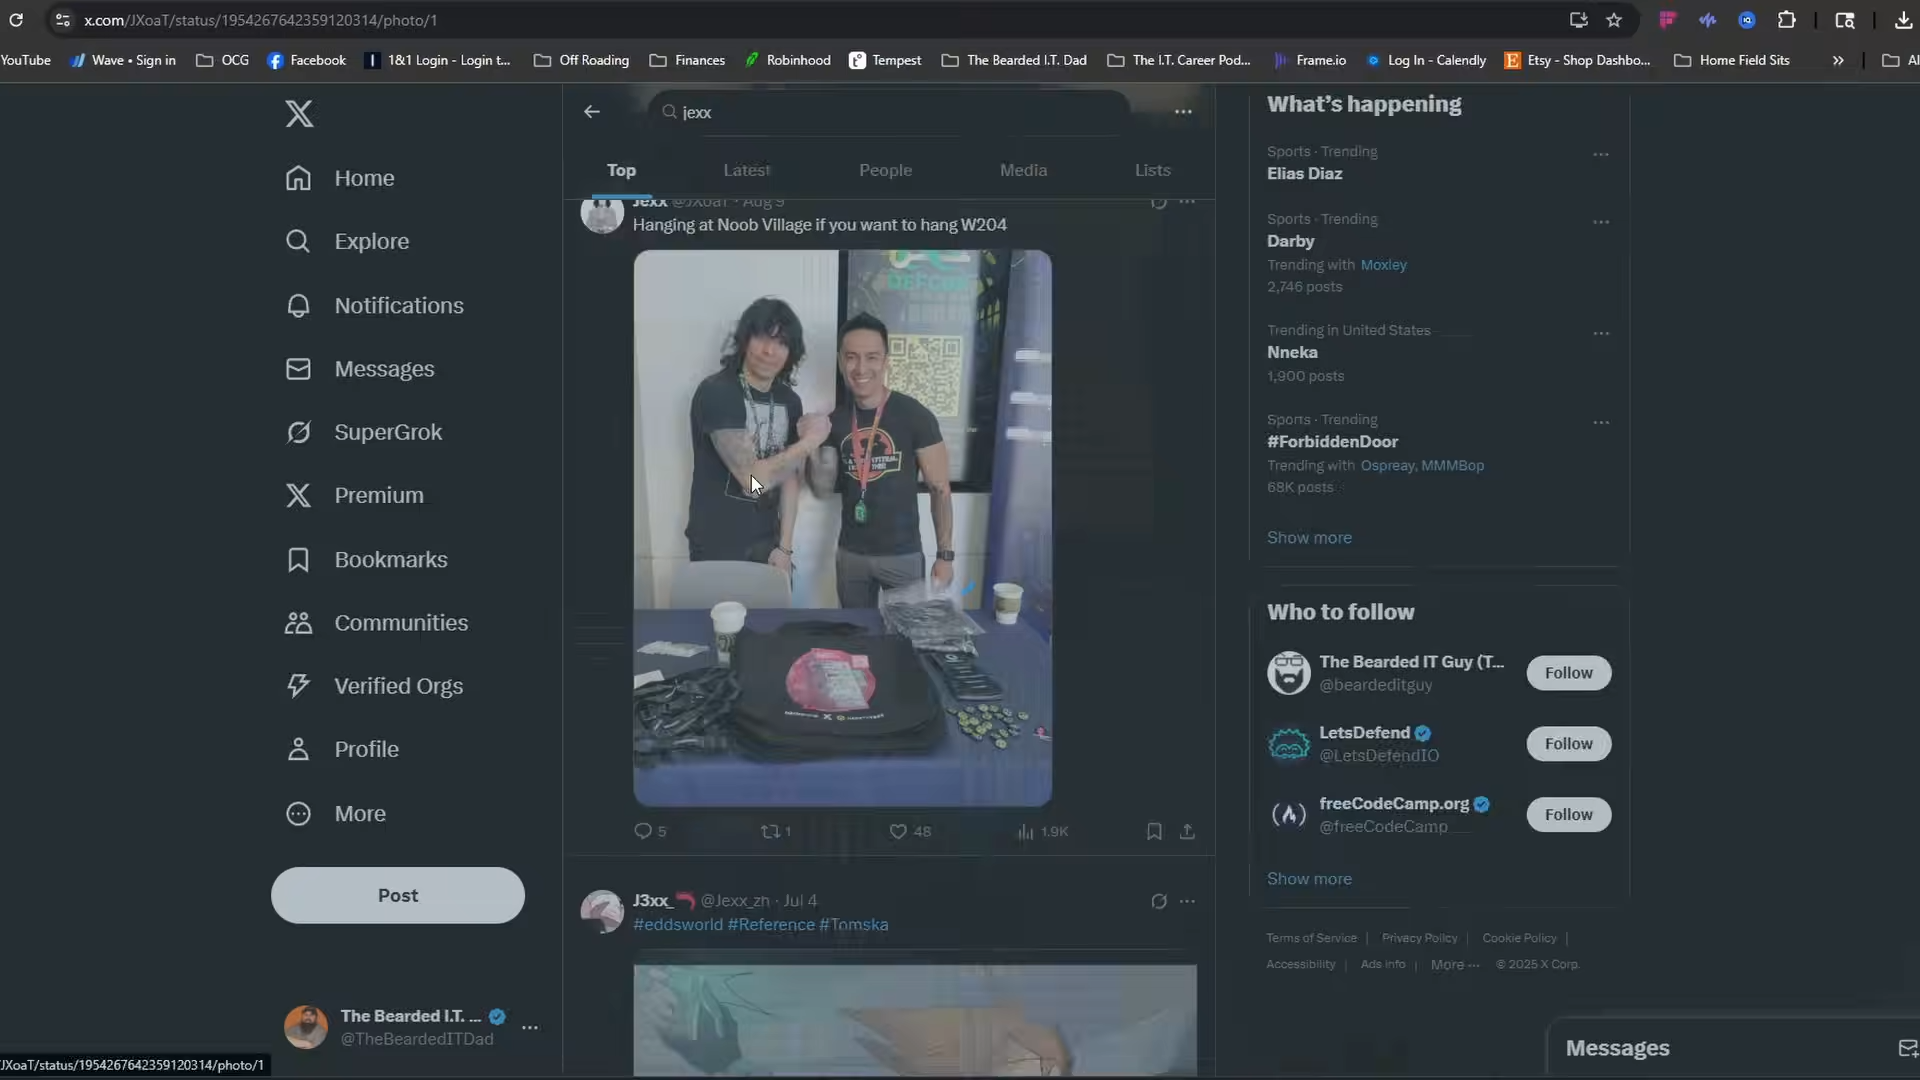 x.com/JXoaT/status/1954267642359120314/photo/1
YouTube
Wave • Sign in
OCG
Facebook
1&1 Login - Login t...
Off Roading
Finances
Robinhood
Tempest
The Bearded I.T. Dad
The I.T. Career Pod...
Frame.io
Log In - Calendly
Etsy - Shop Dashbo...
Home Field Sits
»
Al
Home
Explore
Notifications
Messages
SuperGrok
Premium
Bookmarks
Communities
Verified Orgs
Profile
More
Post
The Bearded I.T. ...
@TheBeardedITDad
JXoaT/status/1954267642359120314/photo/1
jexx
Top
Latest
People
Media
Lists
Jexx @JXoaT · Aug 9
Hanging at Noob Village if you want to hang W204
DEFCON
5
1
48
1.9K
J3xx_ @Jexx_zh · Jul 4
#eddsworld #Reference #Tomska
What's happening
Sports · Trending
Elias Diaz
Sports · Trending
Darby
Trending with Moxley
2,746 posts
Trending in United States
Nneka
1,900 posts
Sports · Trending
#ForbiddenDoor
Trending with Ospreay, MMMBop
68K posts
Show more
Who to follow
The Bearded IT Guy (T...
@beardeditguy
Follow
LetsDefend
@LetsDefendIO
Follow
freeCodeCamp.org
@freeCodeCamp
Follow
Show more
Terms of Service | Privacy Policy | Cookie Policy |
Accessibility | Ads info | More ··· © 2025 X Corp.
Messages